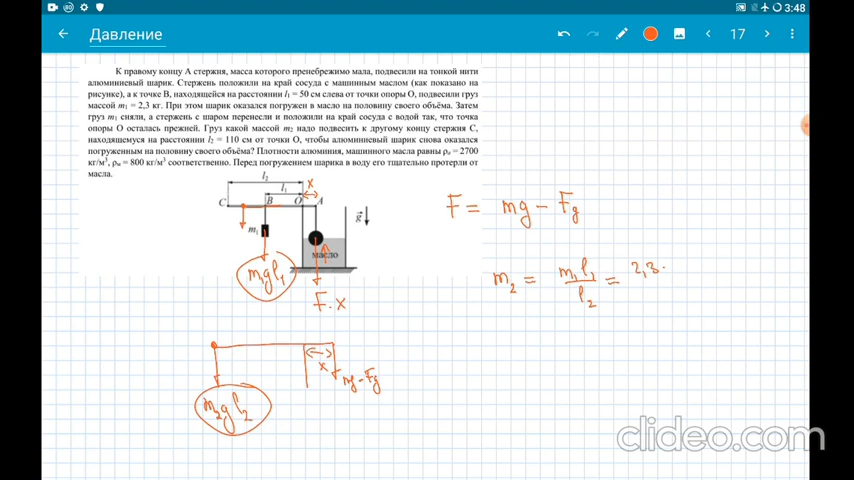 3:48
Давление
17
К правому концу А стержня, масса которого пренебрежимо мала, подвесили на тонкой нити
алюминиевый шарик. Стержень положили на край сосуда с машинным маслом (как показано на
рисунке), а к точке В, находящейся на расстоянии l₁ = 50 см слева от точки опоры О, подвесили груз
массой m₁ = 2,3 кг. При этом шарик оказался погружен в масло на половину своего объёма. Затем
груз m₁ сняли, а стержень с шаром перенесли и положили на край сосуда с водой так, что точка
опоры О осталась прежней. Груз какой массой m₂ надо подвесить к другому концу стержня С,
находящемуся на расстоянии l₂ = 110 см от точки О, чтобы алюминиевый шарик снова оказался
погруженным на половину своего объёма? Плотности алюминия, машинного масла равны ρₐ = 2700
кг/м³, ρₘ = 800 кг/м³ соответственно. Перед погружением шарика в воду его тщательно протерли от
масла.
l₂
l₁ x
C B O A
g
m₁
масло
m₁gl₁
F·x
F = mg − Fg
m₂ = m₁l₁/l₂ = 2,3·
x
mg − Fg
m₂gl₂
clideo.com